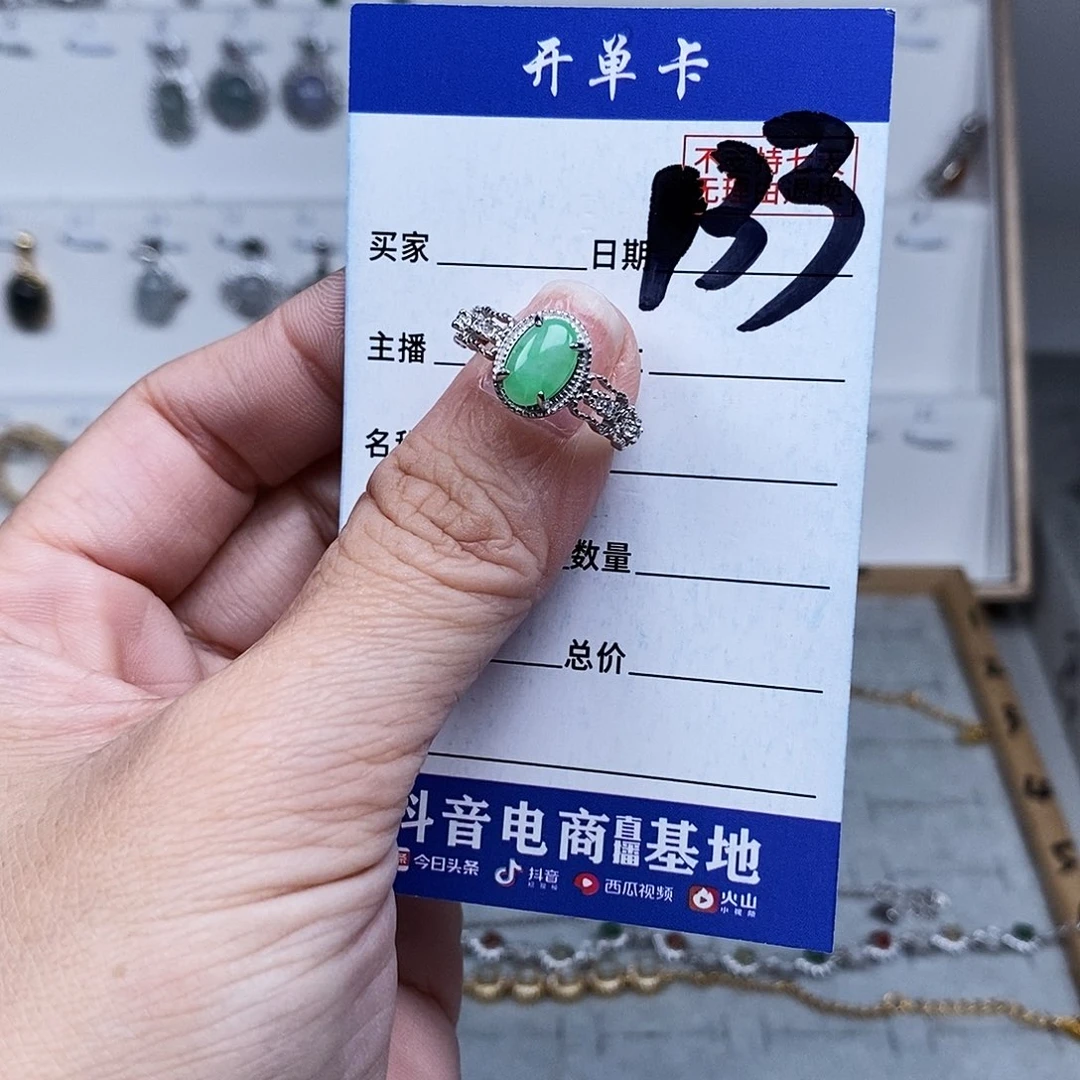 开单卡
133
买家 日期
主播
数量
总价
抖音电商直播基地
今日头条 抖音 西瓜视频 火山